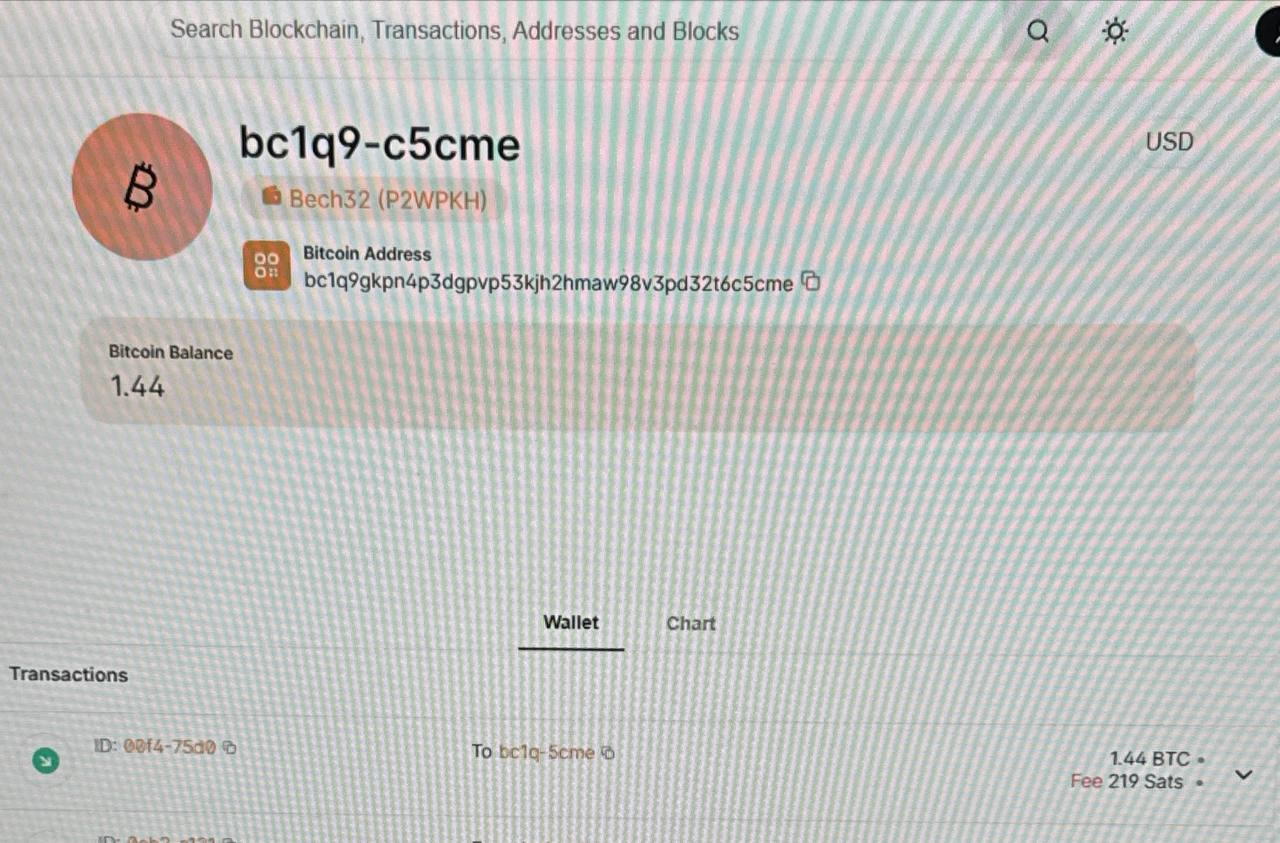 Search Blockchain, Transactions, Addresses and Blocks
bc1q9-c5cme
USD
Bech32 (P2WPKH)
Bitcoin Address
bc1q9gkpn4p3dgpvp53kjh2hmaw98v3pd32t6c5cme
Bitcoin Balance
1.44
Wallet
Chart
Transactions
ID: 00f4-75d0
To bc1q-5cme
1.44 BTC
Fee 219 Sats
ID: